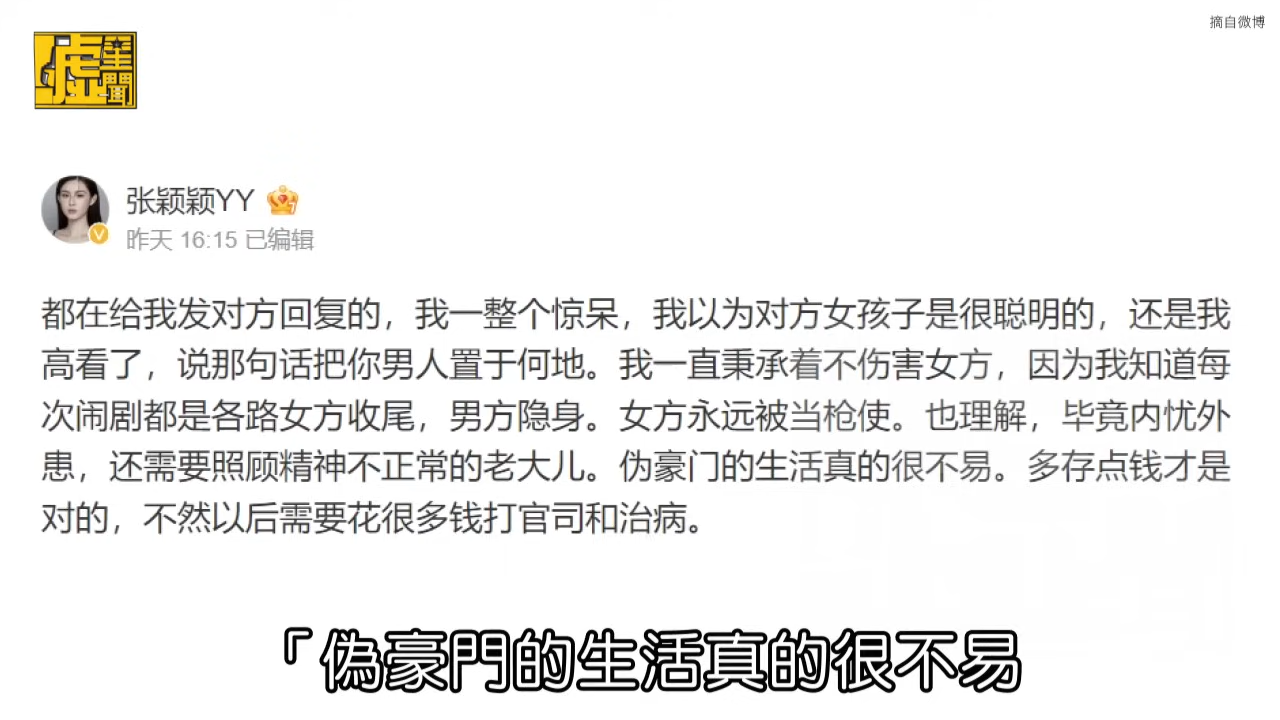 摘自微博
噓星聞
张颖颖YY
昨天 16:15 已编辑
都在给我发对方回复的，我一整个惊呆，我以为对方女孩子是很聪明的，还是我
高看了，说那句话把你男人置于何地。我一直秉承着不伤害女方，因为我知道每
次闹剧都是各路女方收尾，男方隐身。女方永远被当枪使。也理解，毕竟内忧外
患，还需要照顾精神不正常的老大儿。伪豪门的生活真的很不易。多存点钱才是
对的，不然以后需要花很多钱打官司和治病。
「偽豪門的生活真的很不易